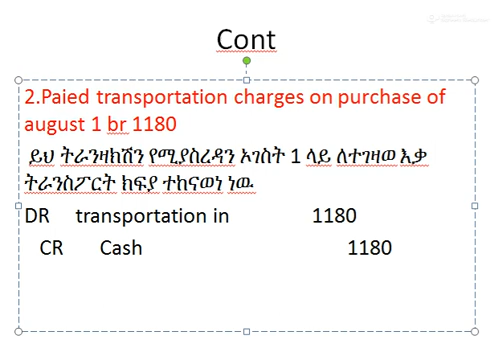 Cont
2.Paied transportation charges on purchase of
august 1 br 1180
ይህ ትራንዛክሽን የሚያስረዳን ኦገስት 1 ላይ ለተገዛው እቃ
ትራንስፖርት ክፍያ ተከናወነ ነዉ
DR transportation in 1180
CR Cash 1180